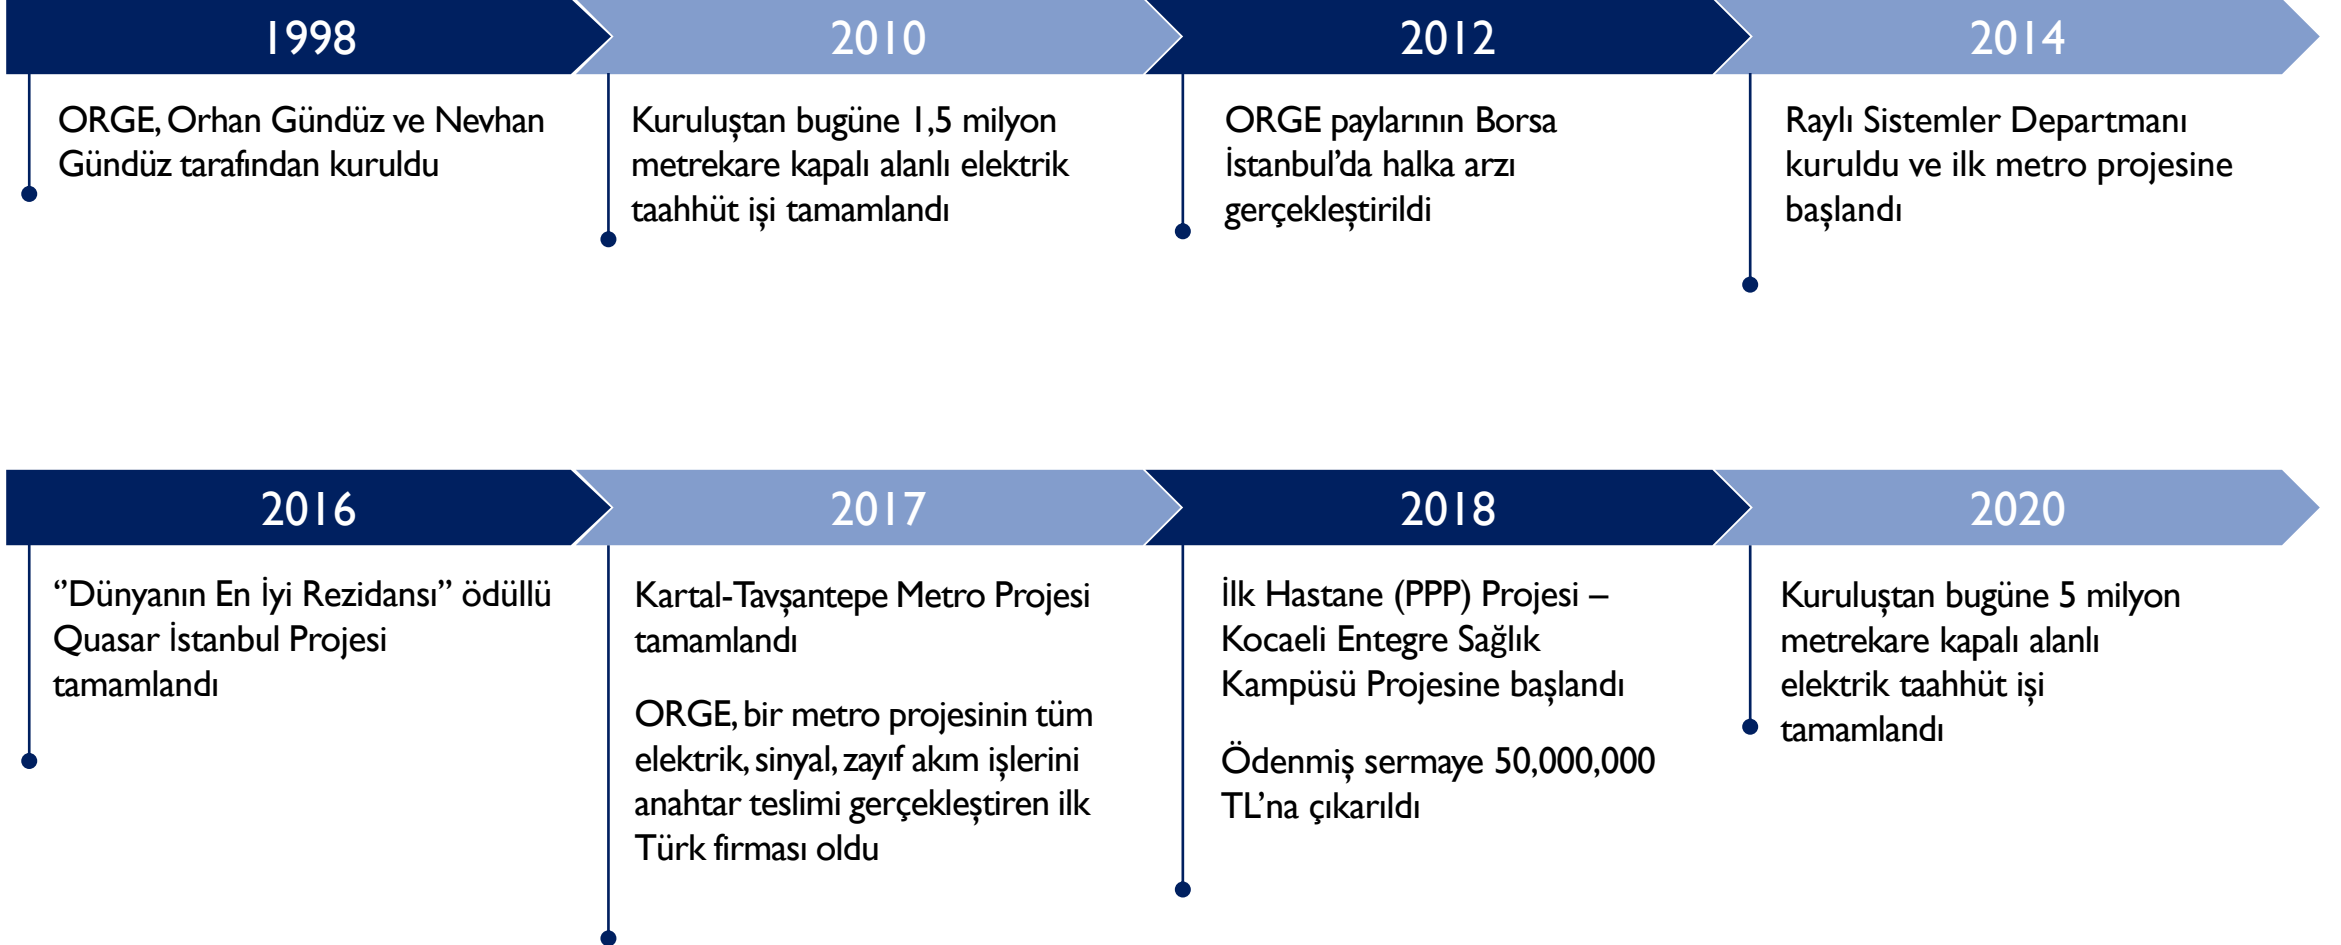 1998
ORGE, Orhan Gündüz ve Nevhan
Gündüz tarafından kuruldu
2010
Kuruluştan bugüne 1,5 milyon
metrekare kapalı alanlı elektrik
taahhüt işi tamamlandı
2012
ORGE paylarının Borsa
İstanbul’da halka arzı
gerçekleştirildi
2014
Raylı Sistemler Departmanı
kuruldu ve ilk metro projesine
başlandı
2016
‘’Dünyanın En İyi Rezidansı’’ ödüllü
Quasar İstanbul Projesi
tamamlandı
2017
Kartal-Tavşantepe Metro Projesi
tamamlandı
ORGE, bir metro projesinin tüm
elektrik, sinyal, zayıf akım işlerini
anahtar teslimi gerçekleştiren ilk
Türk firması oldu
2018
İlk Hastane (PPP) Projesi –
Kocaeli Entegre Sağlık
Kampüsü Projesine başlandı
Ödenmiş sermaye 50,000,000
TL’na çıkarıldı
2020
Kuruluştan bugüne 5 milyon
metrekare kapalı alanlı
elektrik taahhüt işi
tamamlandı